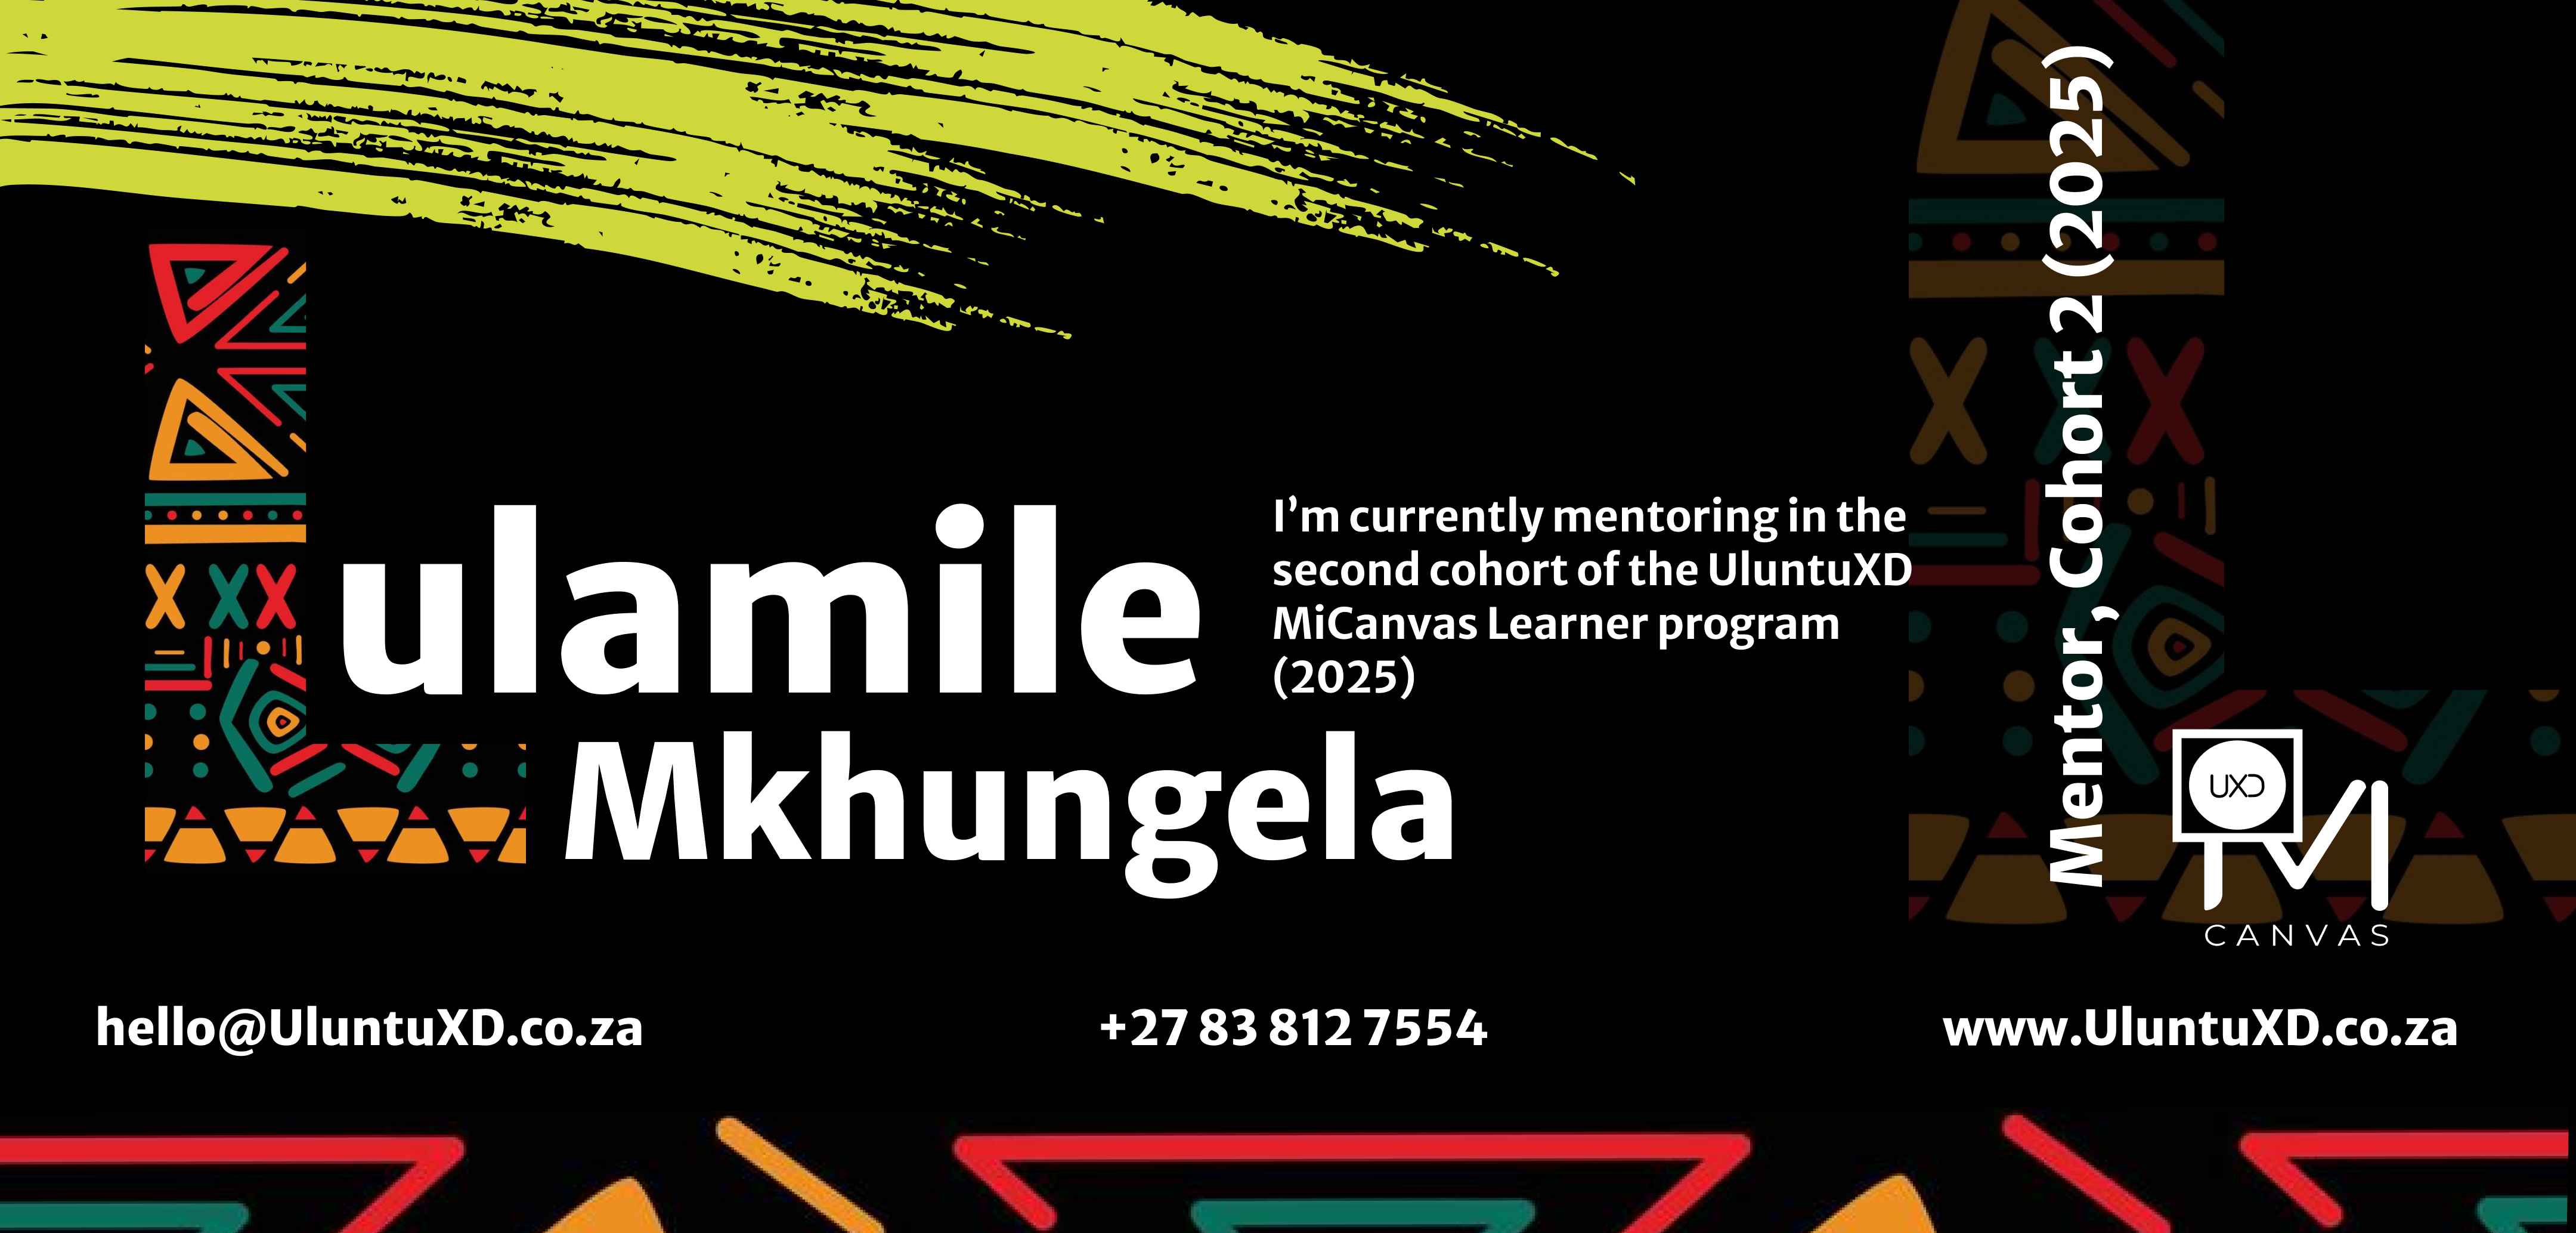 Lulamile
Mkhungela
I’m currently mentoring in the
second cohort of the UluntuXD
MiCanvas Learner program
(2025)
Mentor, Cohort 2 (2025)
UXD
M
CANVAS
hello@UluntuXD.co.za
+27 83 812 7554
www.UluntuXD.co.za